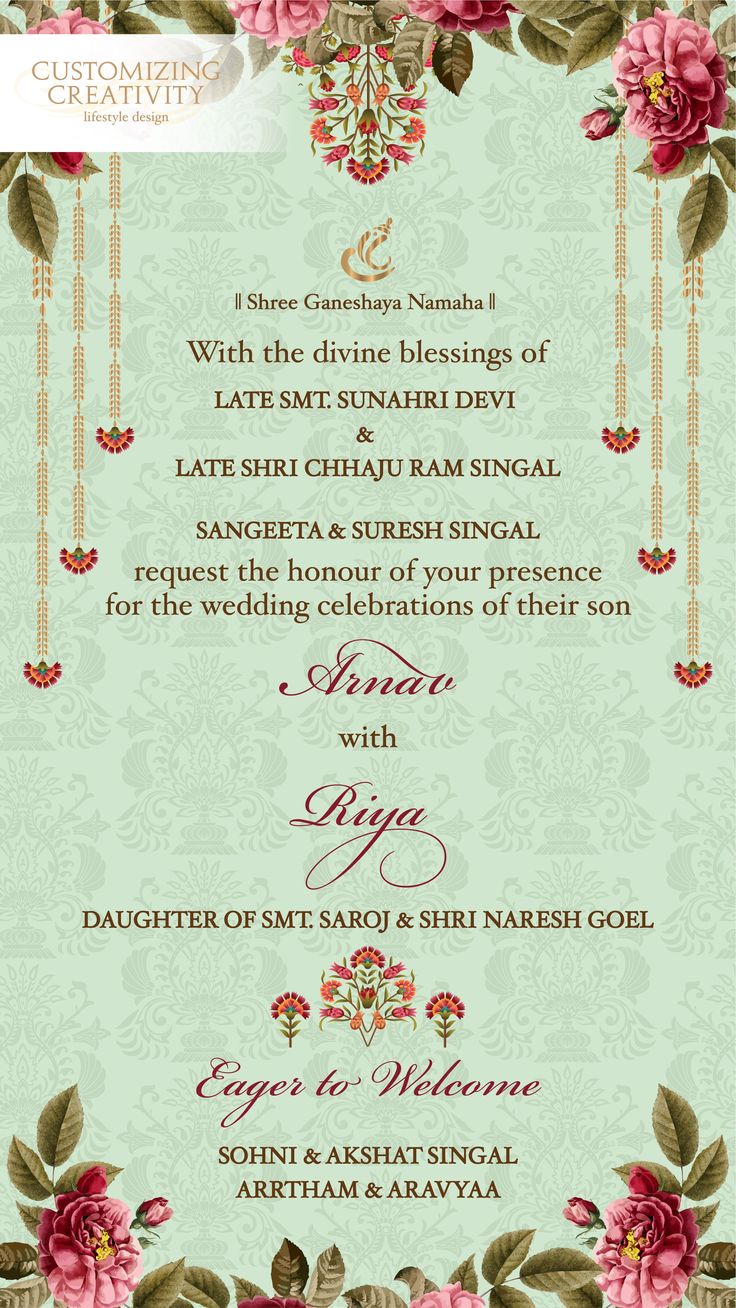 CUSTOMIZING
CREATIVITY
lifestyle design
॥ Shree Ganeshaya Namaha ॥
With the divine blessings of
LATE SMT. SUNAHRI DEVI
&
LATE SHRI CHHAJU RAM SINGAL
SANGEETA & SURESH SINGAL
request the honour of your presence
for the wedding celebrations of their son
Arnav
with
Riya
DAUGHTER OF SMT. SAROJ & SHRI NARESH GOEL
Eager to Welcome
SOHNI & AKSHAT SINGAL
ARRTHAM & ARAVYAA